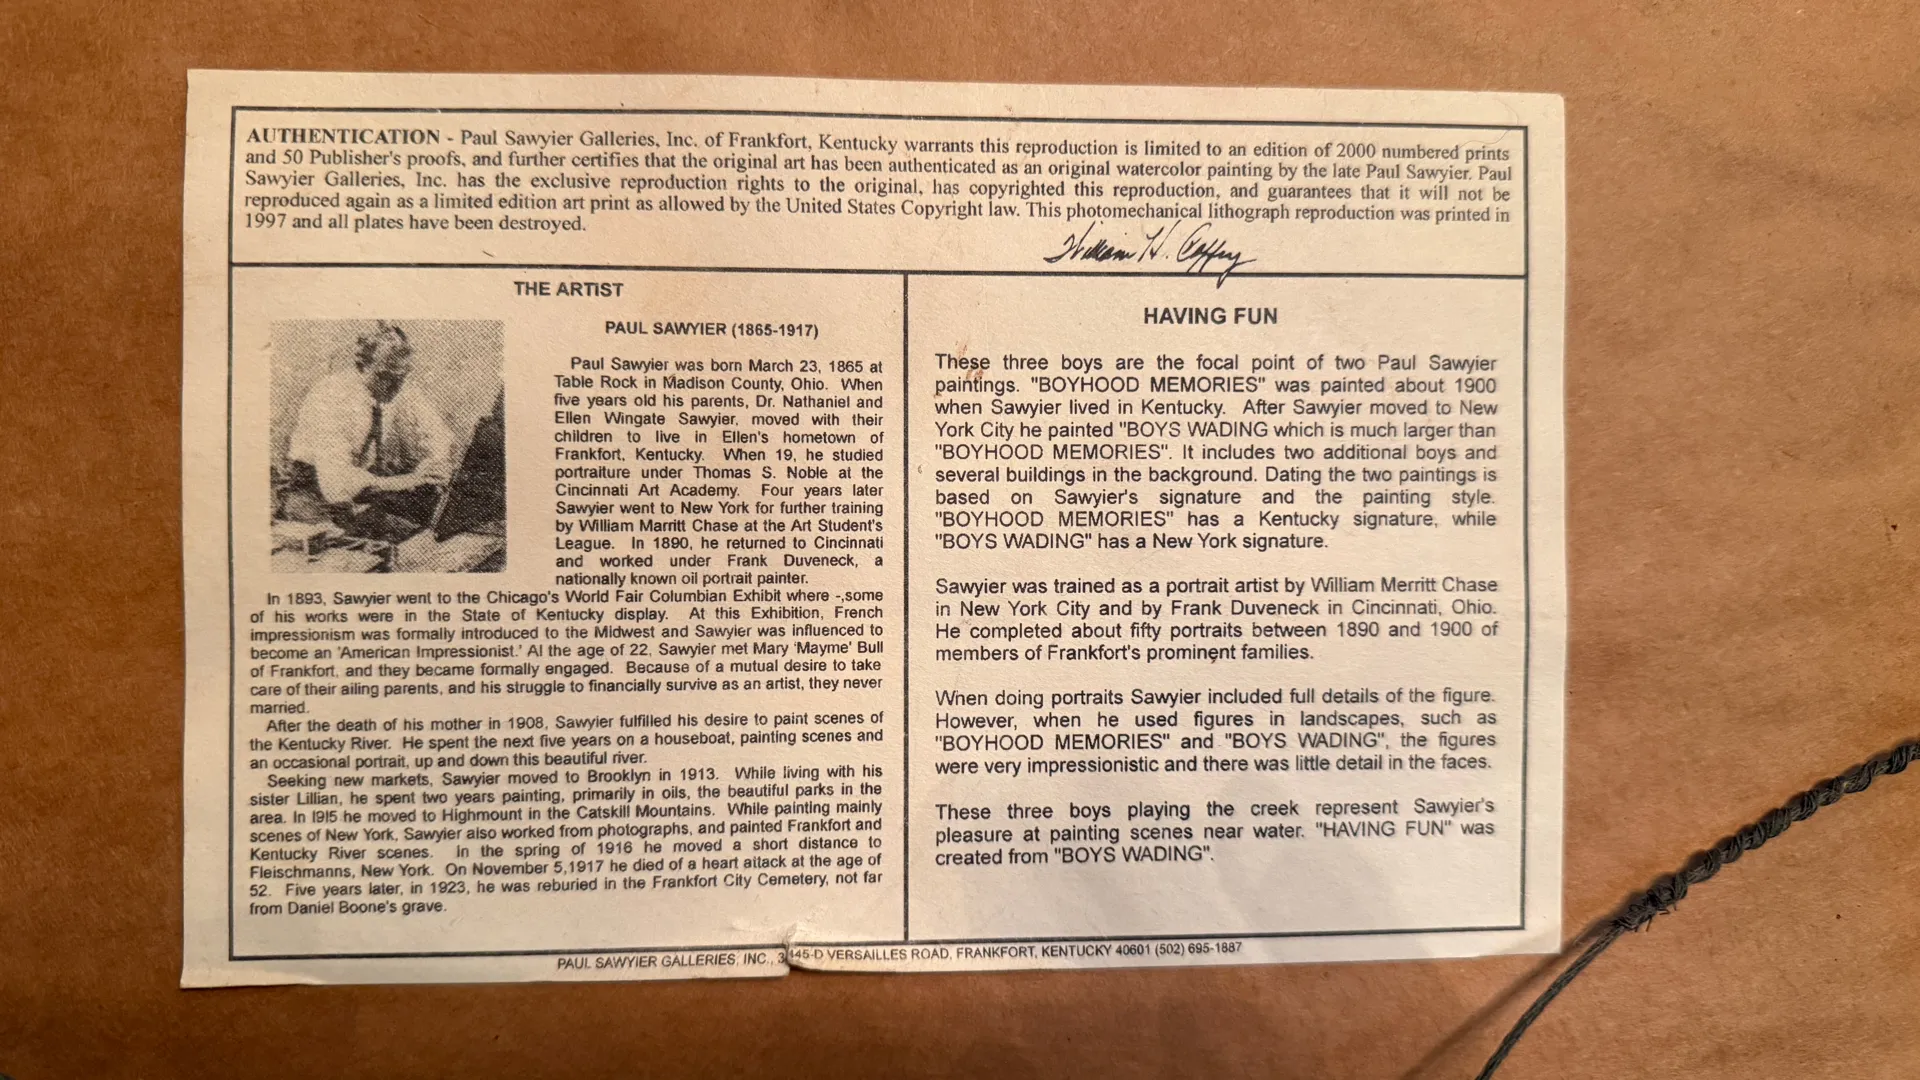 AUTHENTICATION - Paul Sawyier Galleries, Inc. of Frankfort, Kentucky warrants this reproduction is limited to an edition of 2000 numbered prints
and 50 Publisher's proofs, and further certifies that the original art has been authenticated as an original watercolor painting by the late Paul Sawyier. Paul
Sawyier Galleries, Inc. has the exclusive reproduction rights to the original, has copyrighted this reproduction, and guarantees that it will not be
reproduced again as a limited edition art print as allowed by the United States Copyright law. This photomechanical lithograph reproduction was printed in
1997 and all plates have been destroyed.
William H. Coffey
THE ARTIST
PAUL SAWYIER (1865-1917)
Paul Sawyier was born March 23, 1865 at
Table Rock in Madison County, Ohio. When
five years old his parents, Dr. Nathaniel and
Ellen Wingate Sawyier, moved with their
children to live in Ellen's hometown of
Frankfort, Kentucky. When 19, he studied
portraiture under Thomas S. Noble at the
Cincinnati Art Academy. Four years later
Sawyier went to New York for further training
by William Marritt Chase at the Art Student's
League. In 1890, he returned to Cincinnati
and worked under Frank Duveneck, a
nationally known oil portrait painter.
In 1893, Sawyier went to the Chicago's World Fair Columbian Exhibit where -,some
of his works were in the State of Kentucky display. At this Exhibition, French
impressionism was formally introduced to the Midwest and Sawyier was influenced to
become an 'American Impressionist.' Al the age of 22, Sawyier met Mary 'Mayme' Bull
of Frankfort, and they became formally engaged. Because of a mutual desire to take
care of their ailing parents, and his struggle to financially survive as an artist, they never
married.
After the death of his mother in 1908, Sawyier fulfilled his desire to paint scenes of
the Kentucky River. He spent the next five years on a houseboat, painting scenes and
an occasional portrait, up and down this beautiful river.
Seeking new markets, Sawyier moved to Brooklyn in 1913. While living with his
sister Lillian, he spent two years painting, primarily in oils, the beautiful parks in the
area. In I9I5 he moved to Highmount in the Catskill Mountains. While painting mainly
scenes of New York, Sawyier also worked from photographs, and painted Frankfort and
Kentucky River scenes. In the spring of 1916 he moved a short distance to
Fleischmanns, New York. On November 5,1917 he died of a heart attack at the age of
52. Five years later, in 1923, he was reburied in the Frankfort City Cemetery, not far
from Daniel Boone's grave.
HAVING FUN
These three boys are the focal point of two Paul Sawyier
paintings. "BOYHOOD MEMORIES" was painted about 1900
when Sawyier lived in Kentucky. After Sawyier moved to New
York City he painted "BOYS WADING which is much larger than
"BOYHOOD MEMORIES". It includes two additional boys and
several buildings in the background. Dating the two paintings is
based on Sawyier's signature and the painting style.
"BOYHOOD MEMORIES" has a Kentucky signature, while
"BOYS WADING" has a New York signature.
Sawyier was trained as a portrait artist by William Merritt Chase
in New York City and by Frank Duveneck in Cincinnati, Ohio.
He completed about fifty portraits between 1890 and 1900 of
members of Frankfort's prominent families.
When doing portraits Sawyier included full details of the figure.
However, when he used figures in landscapes, such as
"BOYHOOD MEMORIES" and "BOYS WADING", the figures
were very impressionistic and there was little detail in the faces.
These three boys playing the creek represent Sawyier's
pleasure at painting scenes near water. "HAVING FUN" was
created from "BOYS WADING".
PAUL SAWYIER GALLERIES, INC., 3445-D VERSAILLES ROAD, FRANKFORT, KENTUCKY 40601 (502) 695-1887